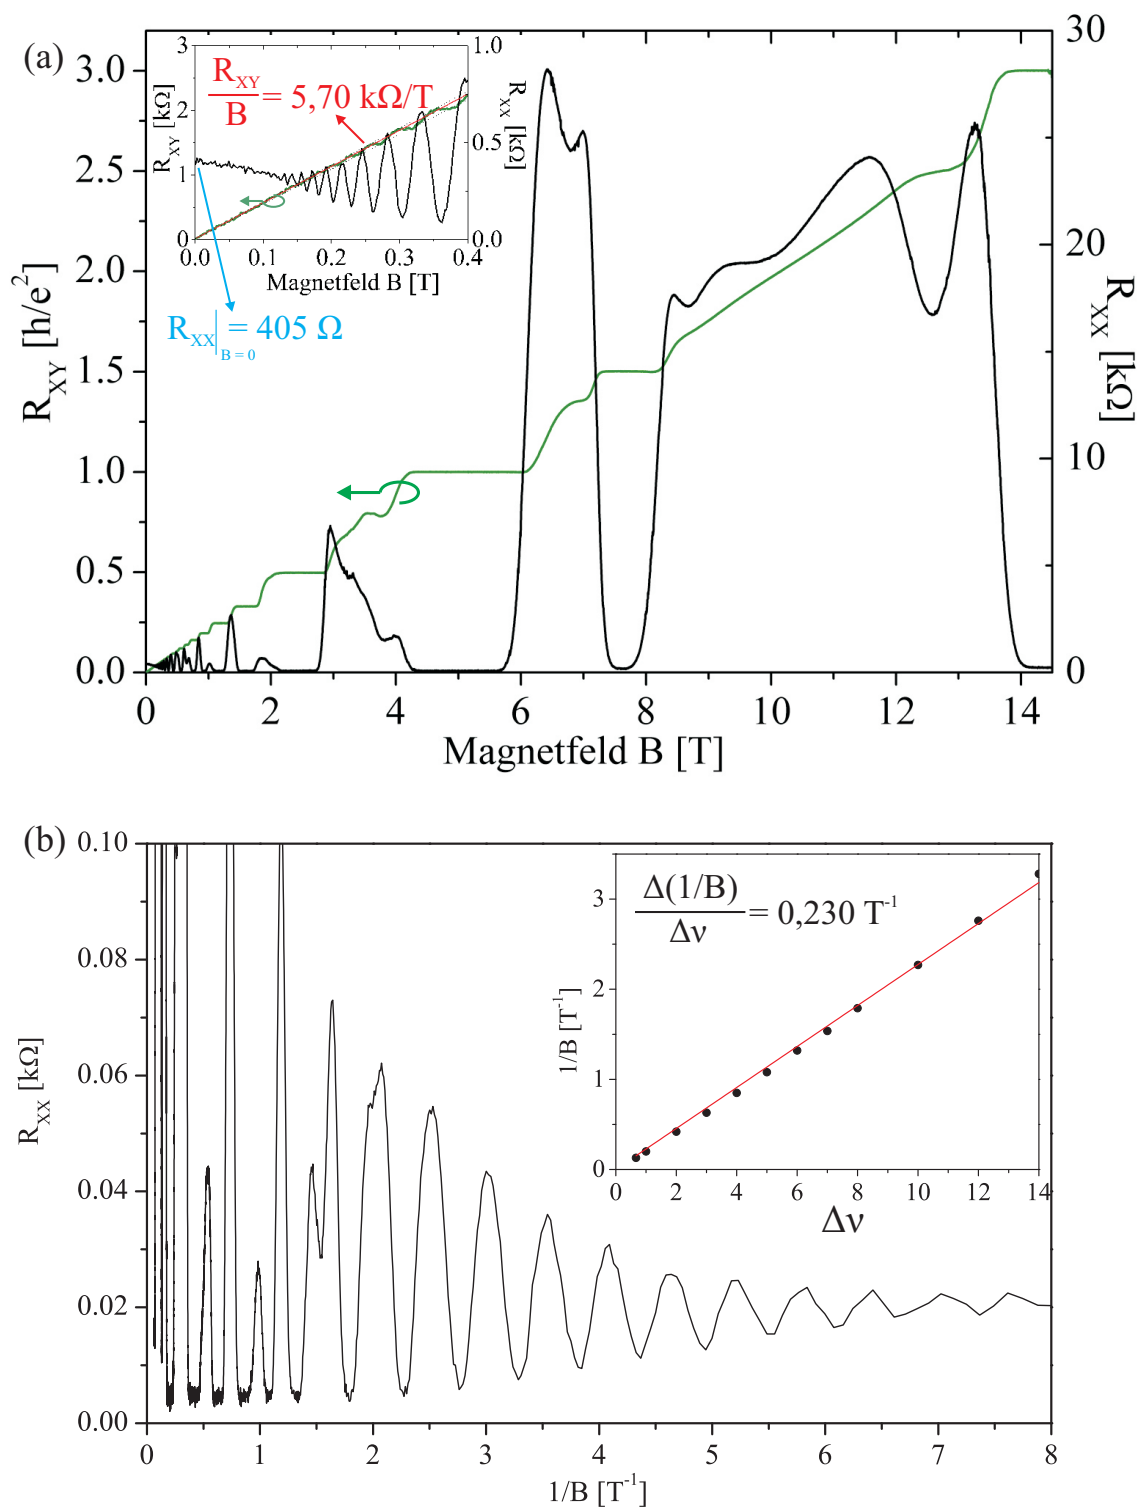 (a)
R_XY [h/e²]
3.0
2.5
2.0
1.5
1.0
0.5
0.0
0 2 4 6 8 10 12 14
Magnetfeld B [T]
30
20
10
0
R_XX [kΩ]
R_XY [kΩ]
3
2
1
0
0.0 0.1 0.2 0.3 0.4
Magnetfeld B [T]
1.0
0.5
0.0
R_XX [kΩ]
R_XY
B
= 5,70 kΩ/T
R_XX|_B = 0 = 405 Ω
(b)
R_XX [kΩ]
0.10
0.08
0.06
0.04
0.02
0.00
0 1 2 3 4 5 6 7 8
1/B [T⁻¹]
Δ(1/B)
Δν
= 0,230 T⁻¹
1/B [T⁻¹]
3
2
1
0
0 2 4 6 8 10 12 14
Δν